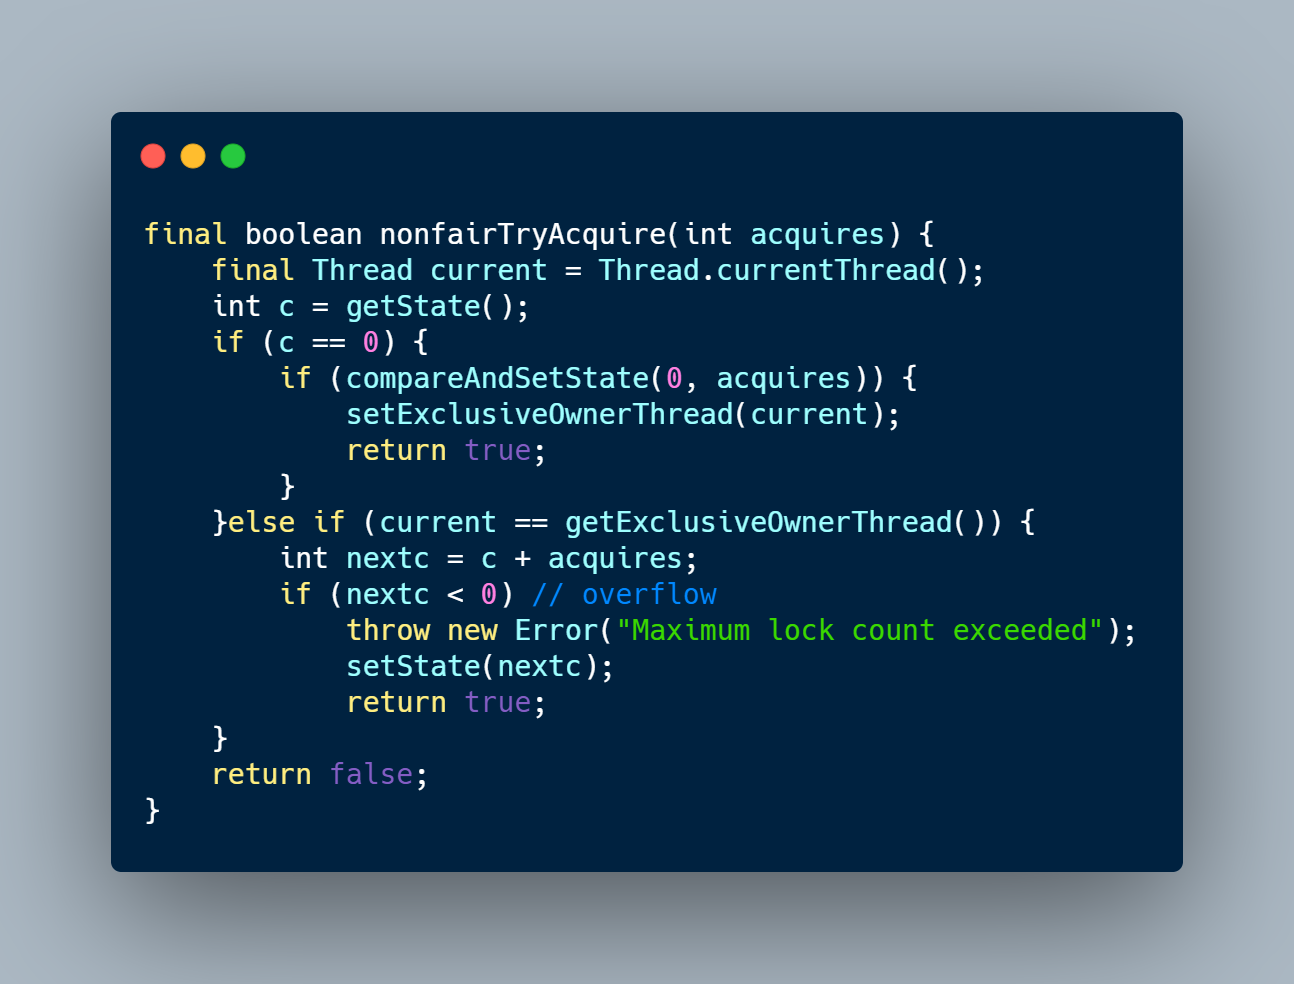 final boolean nonfairTryAcquire(int acquires) {
    final Thread current = Thread.currentThread();
    int c = getState();
    if (c == 0) {
        if (compareAndSetState(0, acquires)) {
            setExclusiveOwnerThread(current);
            return true;
        }
    }else if (current == getExclusiveOwnerThread()) {
        int nextc = c + acquires;
        if (nextc < 0) // overflow
            throw new Error("Maximum lock count exceeded");
            setState(nextc);
            return true;
    }
    return false;
}